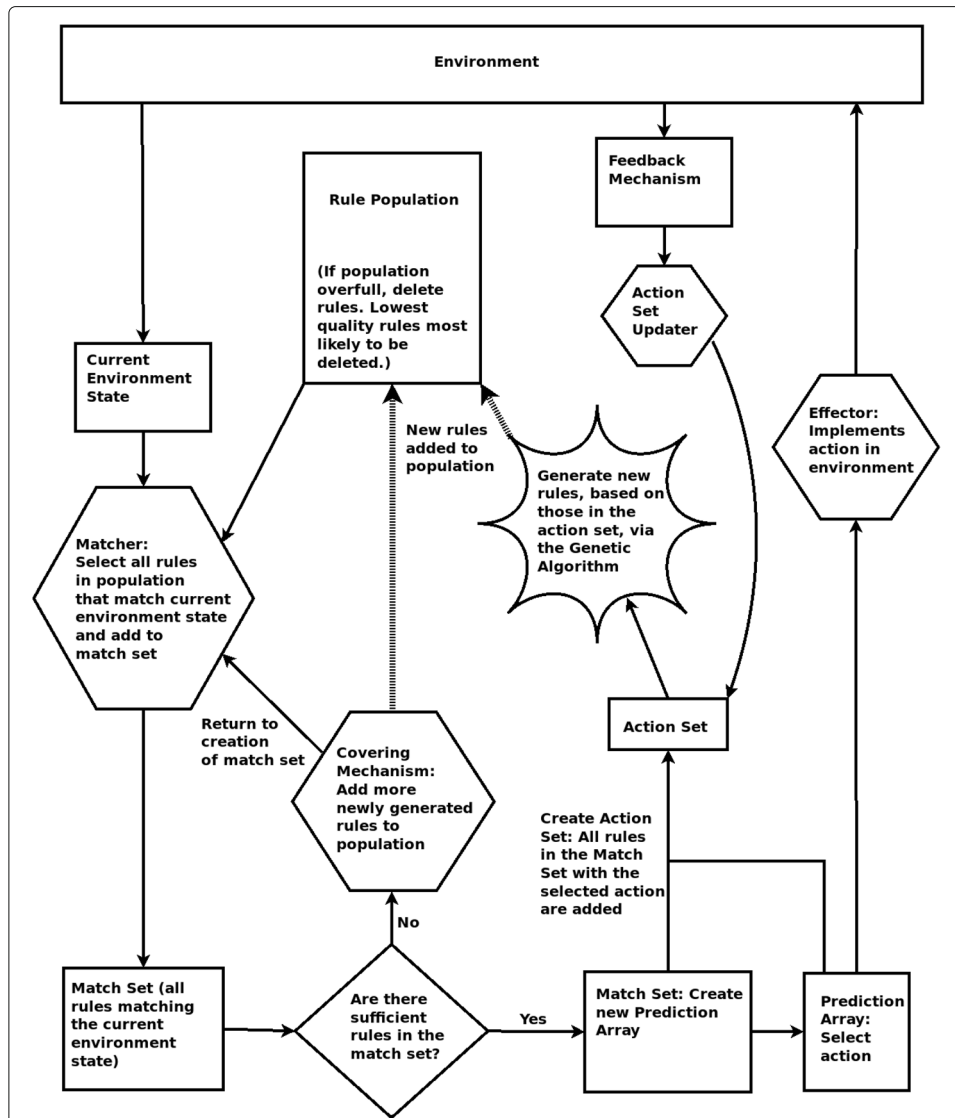 Environment
Feedback
Mechanism
Rule Population
(If population
overfull, delete
rules. Lowest
quality rules most
likely to be
deleted.)
Action
Set
Updater
Current
Environment
State
Effector:
Implements
action in
environment
New rules
added to
population
Generate new
rules, based on
those in the
action set, via
the Genetic
Algorithm
Matcher:
Select all rules
in population
that match current
environment state
and add to
match set
Return to
creation
of match set
Covering
Mechanism:
Add more
newly generated
rules to
population
Action Set
Create Action
Set: All rules
in the Match
Set with the
selected action
are added
No
Match Set (all
rules matching
the current
environment
state)
Are there
sufficient
rules in the
match set?
Yes
Match Set: Create
new Prediction
Array
Prediction
Array:
Select
action